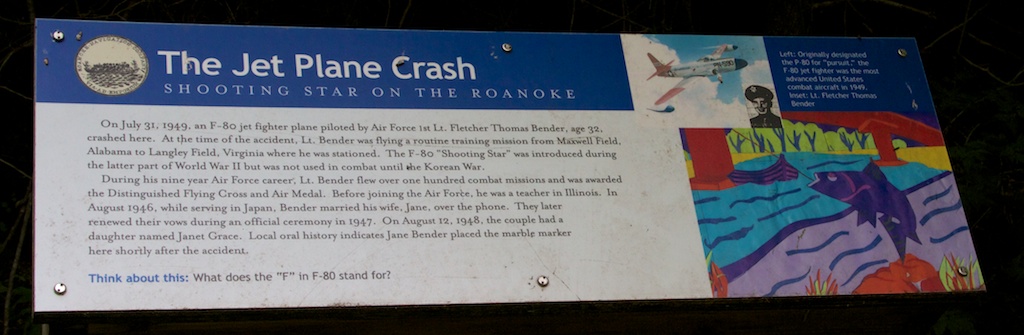 The Jet Plane Crash
SHOOTING STAR ON THE ROANOKE
On July 31, 1949, an F-80 jet fighter plane piloted by Air Force 1st Lt. Fletcher Thomas Bender, age 32,
crashed here. At the time of the accident, Lt. Bender was flying a routine training mission from Maxwell Field,
Alabama to Langley Field, Virginia where he was stationed. The F-80 "Shooting Star" was introduced during
the latter part of World War II but was not used in combat until the Korean War.
During his nine year Air Force career, Lt. Bender flew over one hundred combat missions and was awarded
the Distinguished Flying Cross and Air Medal. Before joining the Air Force, he was a teacher in Illinois. In
August 1946, while serving in Japan, Bender married his wife, Jane, over the phone. They later
renewed their vows during an official ceremony in 1947. On August 12, 1948, the couple had a
daughter named Janet Grace. Local oral history indicates Jane Bender placed the marble marker
here shortly after the accident.
Think about this: What does the "F" in F-80 stand for?
Left: Originally designated
the P-80 for "pursuit," the
F-80 jet fighter was the most
advanced United States
combat aircraft in 1949.
Inset: Lt. Fletcher Thomas
Bender